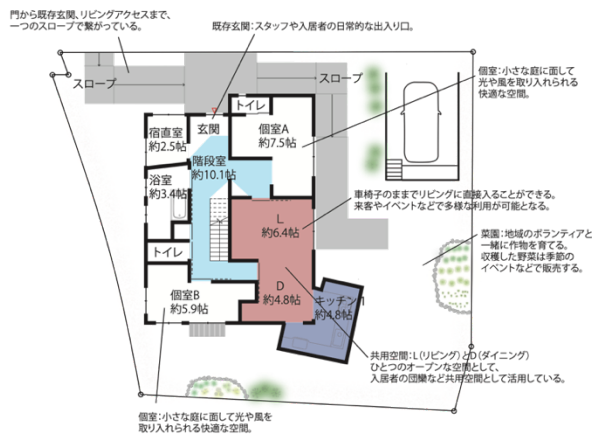 門から既存玄関、リビングアクセスまで、
一つのスロープで繋がっている。
既存玄関：スタッフや入居者の日常的な出入り口。
スロープ
スロープ
個室：小さな庭に面して
光や風を取り入れられる
快適な空間。
トイレ
宿直室
約2.5帖
玄関
個室A
約7.5帖
階段室
約10.1帖
浴室
約3.4帖
車椅子のままでリビングに直接入ることができる。
来客やイベントなどで多様な利用が可能となる。
L
約6.4帖
菜園：地域のボランティアと
一緒に作物を育てる。
収穫した野菜は季節の
イベントなどで販売する。
トイレ
個室B
約5.9帖
D
約4.8帖
キッチン1
約4.8帖
共用空間：L（リビング）とD（ダイニング）
ひとつのオープンな空間として、
入居者の団欒など共用空間として活用している。
個室：小さな庭に面して光や風を
取り入れられる快適な空間。